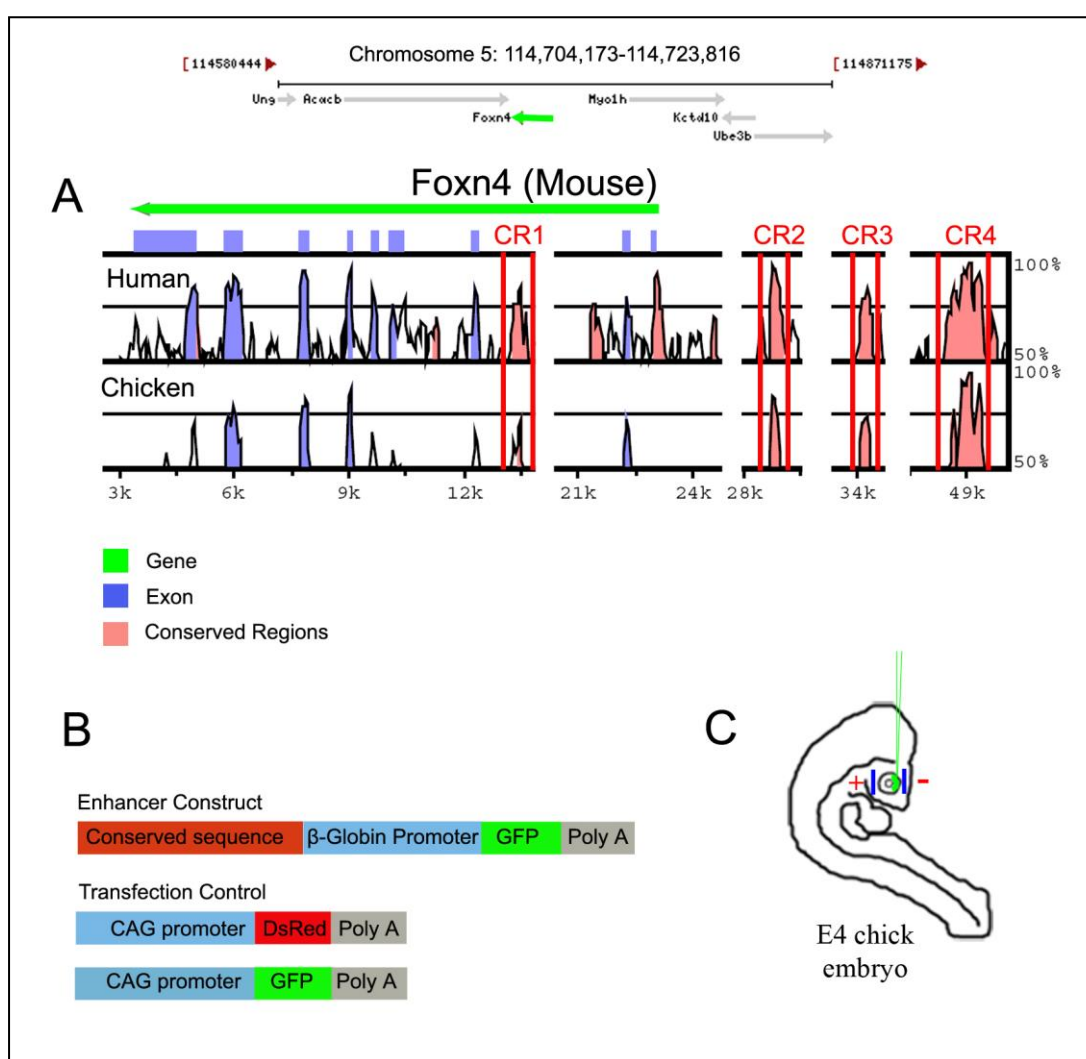 Chromosome 5: 114,704,173-114,723,816
[114580444 [114871175
Ung Acacb Myo1h
Foxn4 Kctd10
Ube3b
A Foxn4 (Mouse)
CR1 CR2 CR3 CR4
Human 100%
50%
Chicken 100%
50%
3k 6k 9k 12k 21k 24k 28k 34k 49k
Gene
Exon
Conserved Regions
B
Enhancer Construct
Conserved sequence β-Globin Promoter GFP Poly A
Transfection Control
CAG promoter DsRed Poly A
CAG promoter GFP Poly A
C
+ -
E4 chick
embryo